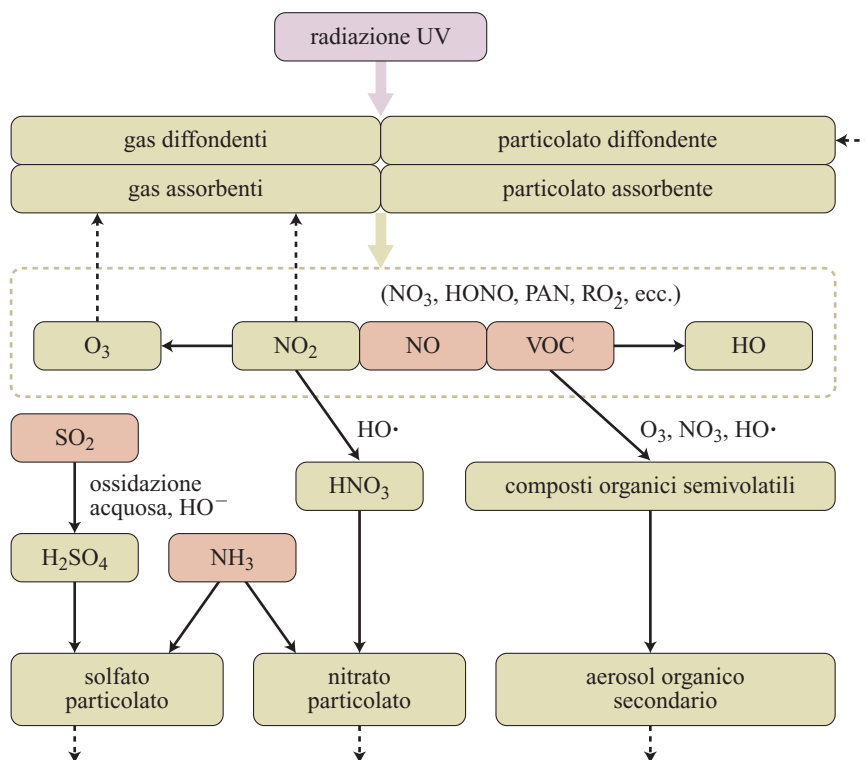 radiazione UV
gas diffondenti
particolato diffondente
gas assorbenti
particolato assorbente
(NO₃, HONO, PAN, RO₂•, ecc.)
O₃
NO₂
NO
VOC
HO
SO₂
HO•
O₃, NO₃, HO•
ossidazione
acquosa, HO⁻
HNO₃
composti organici semivolatili
H₂SO₄
NH₃
solfato
particolato
nitrato
particolato
aerosol organico
secondario